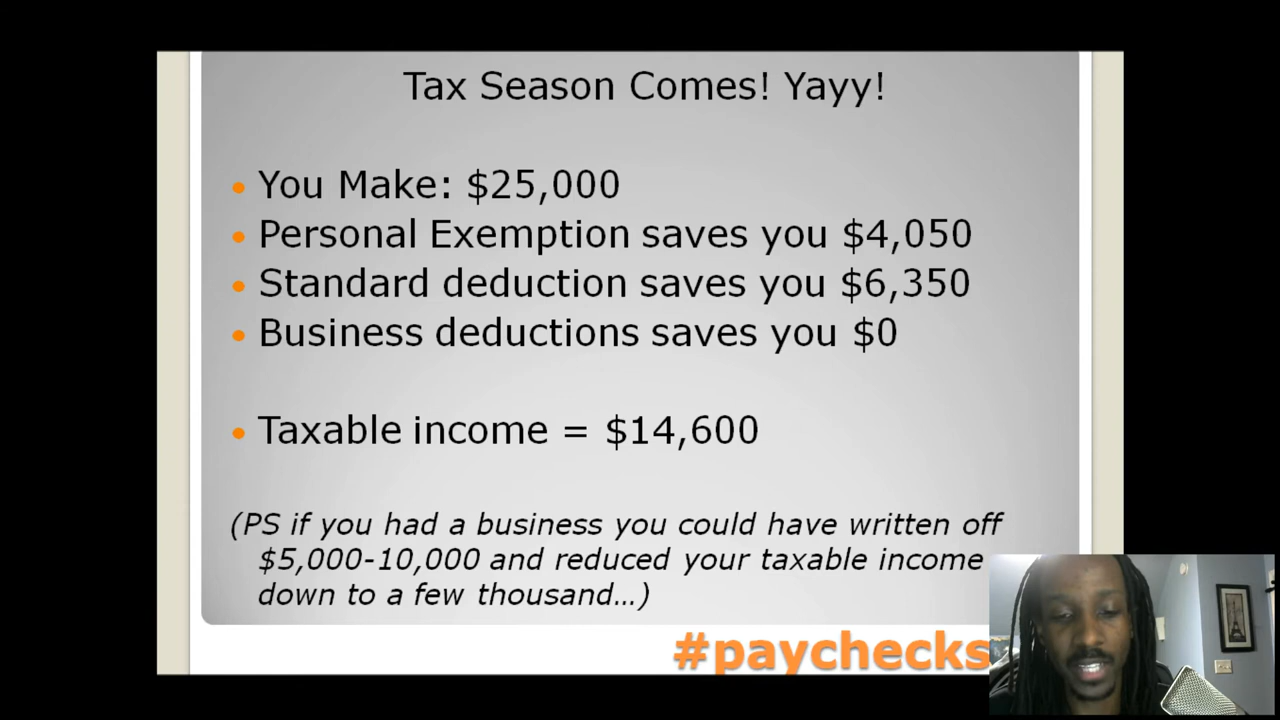 Tax Season Comes! Yayy!
You Make: $25,000
Personal Exemption saves you $4,050
Standard deduction saves you $6,350
Business deductions saves you $0
Taxable income = $14,600
(PS if you had a business you could have written off
$5,000-10,000 and reduced your taxable income
down to a few thousand…)
#paychecks